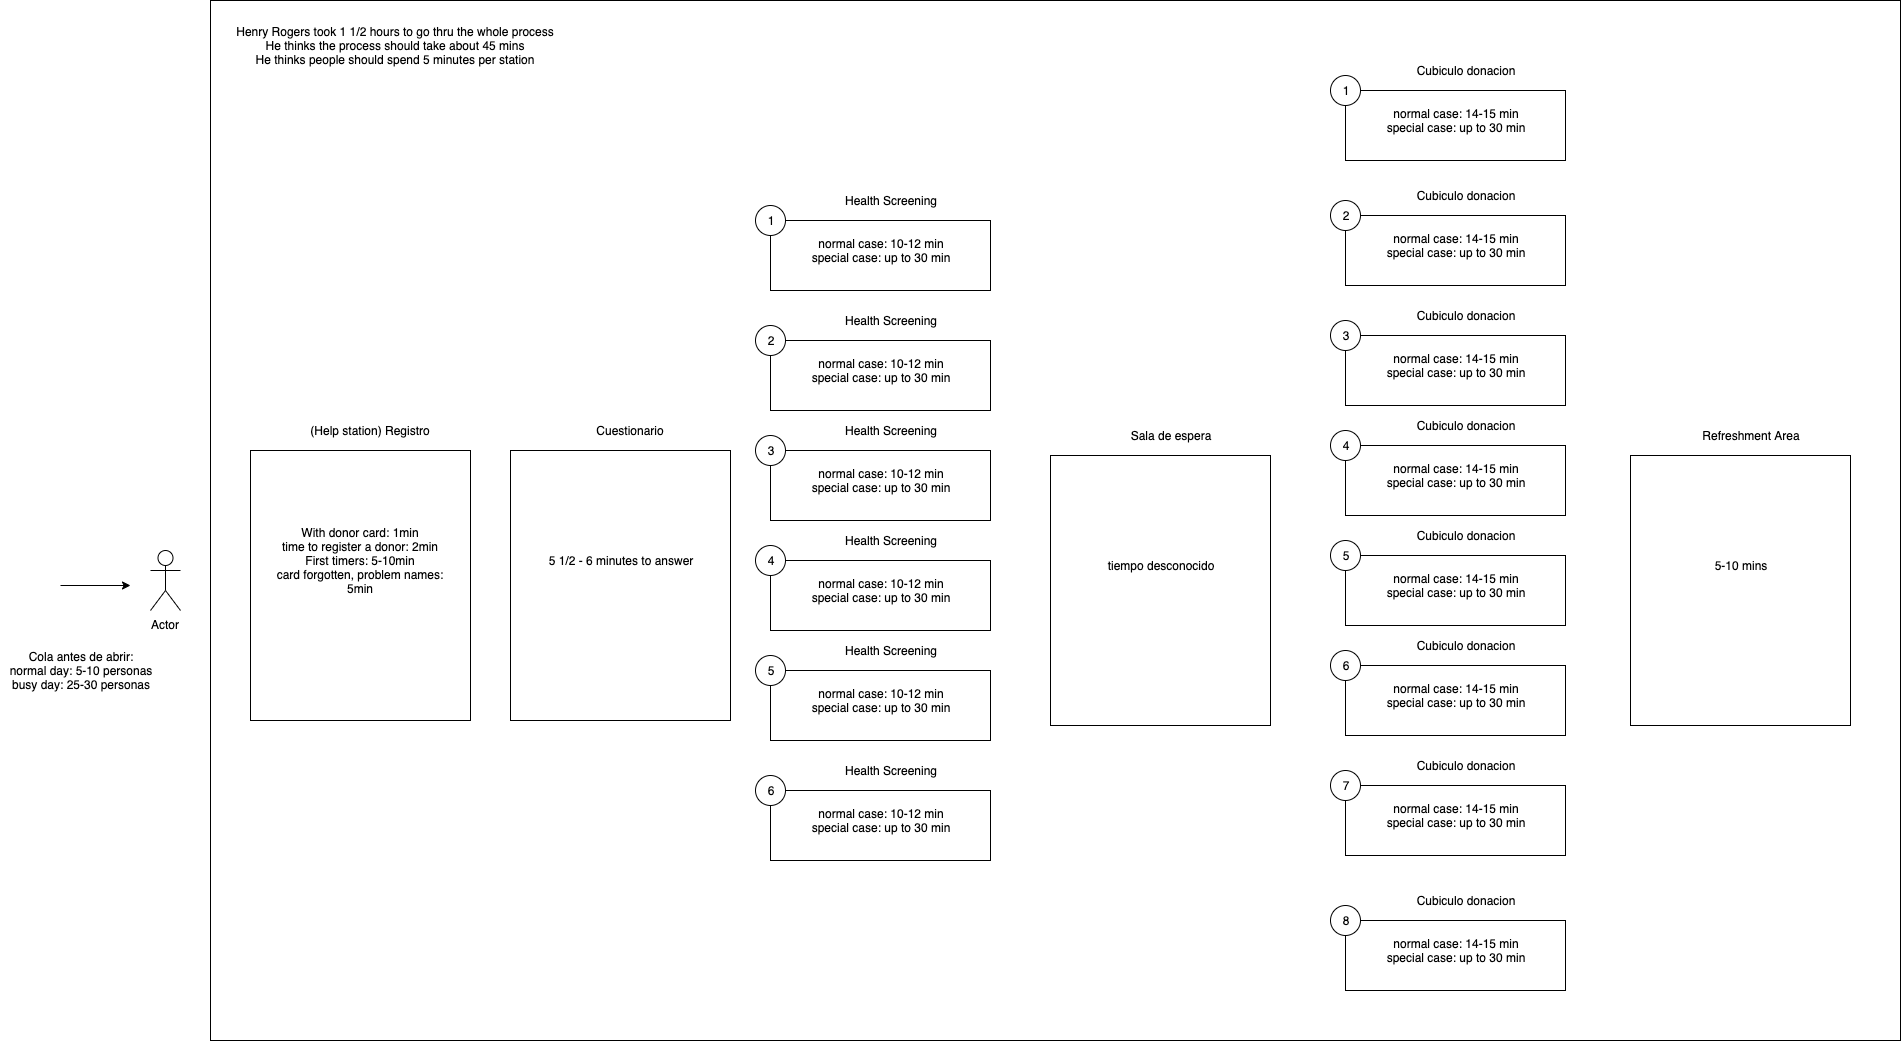 Henry Rogers took 1 1/2 hours to go thru the whole process
He thinks the process should take about 45 mins
He thinks people should spend 5 minutes per station
Actor
Cola antes de abrir:
normal day: 5-10 personas
busy day: 25-30 personas
(Help station) Registro
With donor card: 1min
time to register a donor: 2min
First timers: 5-10min
card forgotten, problem names:
5min
Cuestionario
5 1/2 - 6 minutes to answer
Health Screening
1
normal case: 10-12 min
special case: up to 30 min
Health Screening
2
normal case: 10-12 min
special case: up to 30 min
Health Screening
3
normal case: 10-12 min
special case: up to 30 min
Health Screening
4
normal case: 10-12 min
special case: up to 30 min
Health Screening
5
normal case: 10-12 min
special case: up to 30 min
Health Screening
6
normal case: 10-12 min
special case: up to 30 min
Sala de espera
tiempo desconocido
Cubiculo donacion
1
normal case: 14-15 min
special case: up to 30 min
Cubiculo donacion
2
normal case: 14-15 min
special case: up to 30 min
Cubiculo donacion
3
normal case: 14-15 min
special case: up to 30 min
Cubiculo donacion
4
normal case: 14-15 min
special case: up to 30 min
Cubiculo donacion
5
normal case: 14-15 min
special case: up to 30 min
Cubiculo donacion
6
normal case: 14-15 min
special case: up to 30 min
Cubiculo donacion
7
normal case: 14-15 min
special case: up to 30 min
Cubiculo donacion
8
normal case: 14-15 min
special case: up to 30 min
Refreshment Area
5-10 mins